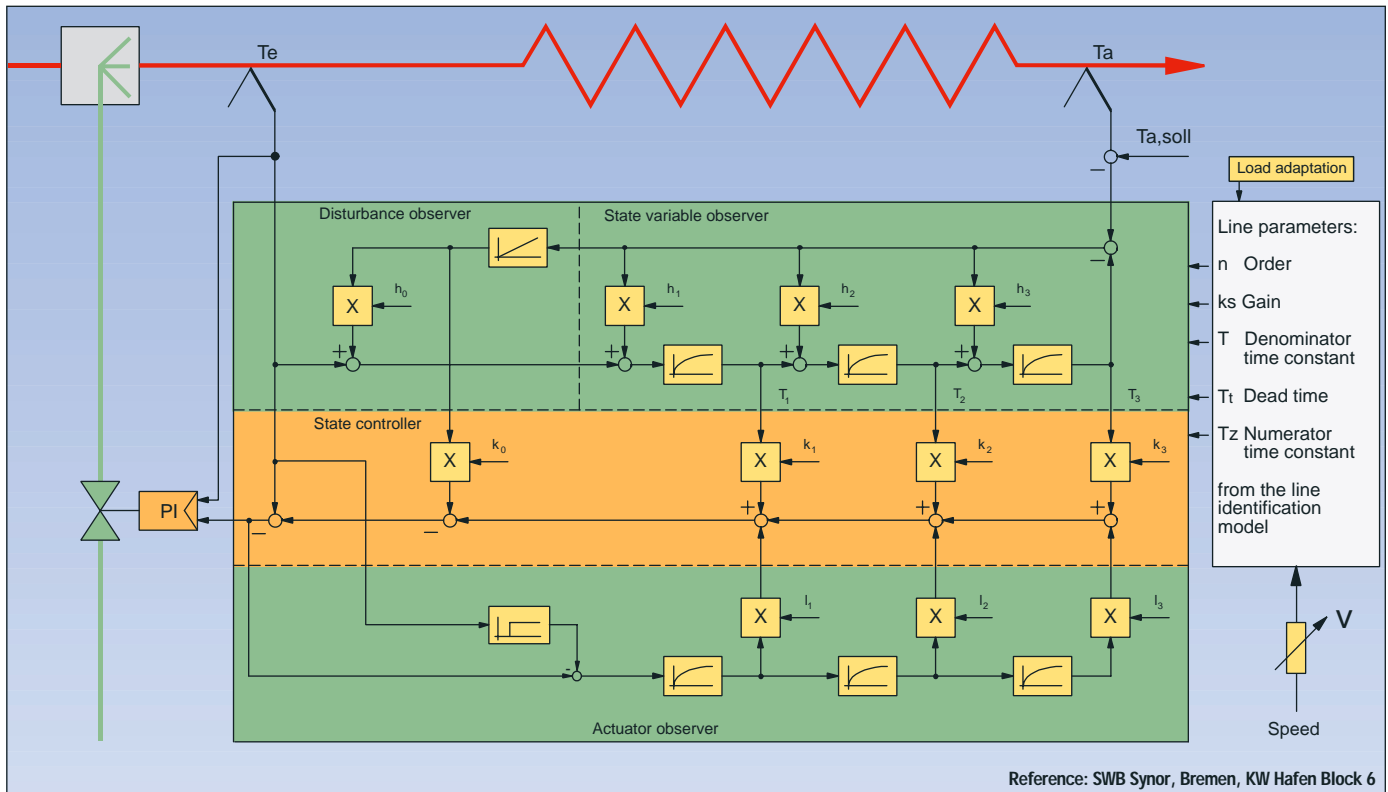 Te
Ta
Ta,soll
–
Load adaptation
Disturbance observer
State variable observer
Line parameters:
n Order
ks Gain
T Denominator
time constant
Tt Dead time
Tz Numerator
time constant
from the line
identification
model
–
X
h0
X
h1
X
h2
X
h3
+
+
+
+
T1
T2
T3
State controller
X
k0
X
k1
X
k2
X
k3
PI
–
–
+
+
+
X
l1
X
l2
X
l3
-
Actuator observer
V
Speed
Reference: SWB Synor, Bremen, KW Hafen Block 6